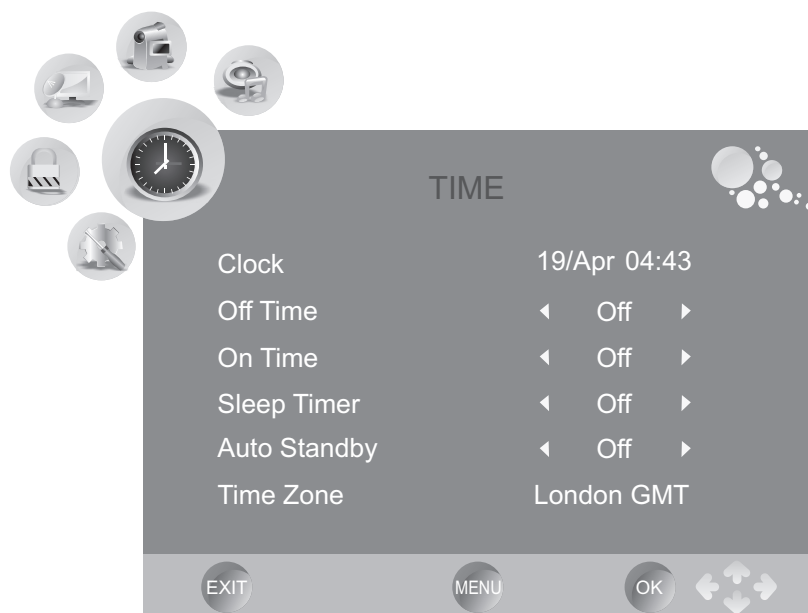 TIME
Clock 19/Apr 04:43
Off Time Off
On Time Off
Sleep Timer Off
Auto Standby Off
Time Zone London GMT
EXIT MENU OK